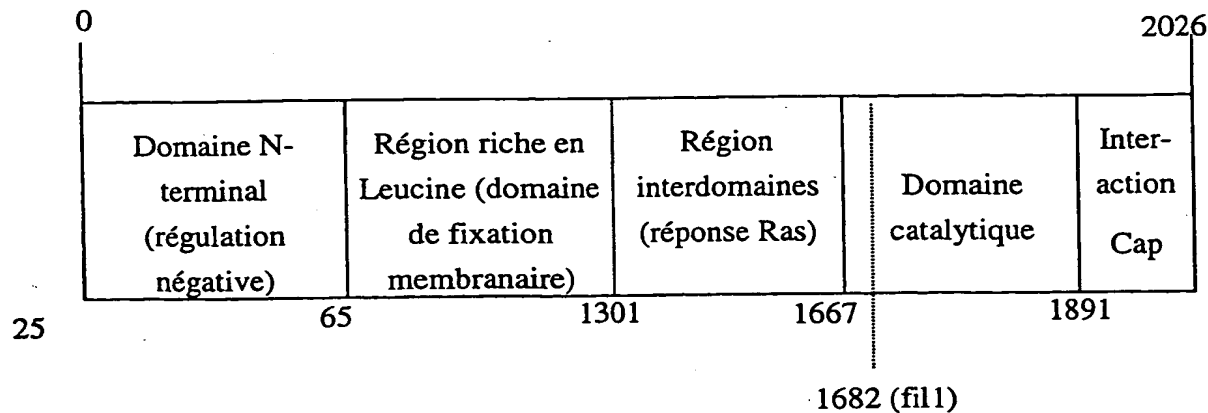 0
2026
Domaine N-
terminal
(régulation
négative)
Région riche en
Leucine (domaine
de fixation
membranaire)
Région
interdomaines
(réponse Ras)
Domaine
catalytique
Inter-
action
Cap
25
65
1301
1667
1891
1682 (fil1)